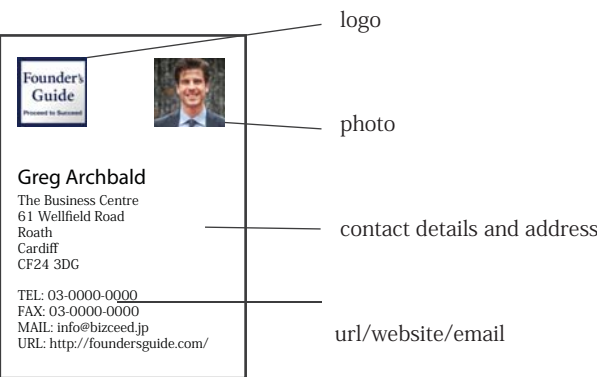 logo
Founder's
Guide
Proceed to Succeed
photo
Greg Archbald
The Business Centre
61 Wellfield Road
Roath
Cardiff
CF24 3DG
contact details and address
TEL: 03-0000-0000
FAX: 03-0000-0000
MAIL: info@bizceed.jp
URL: http://foundersguide.com/
url/website/email